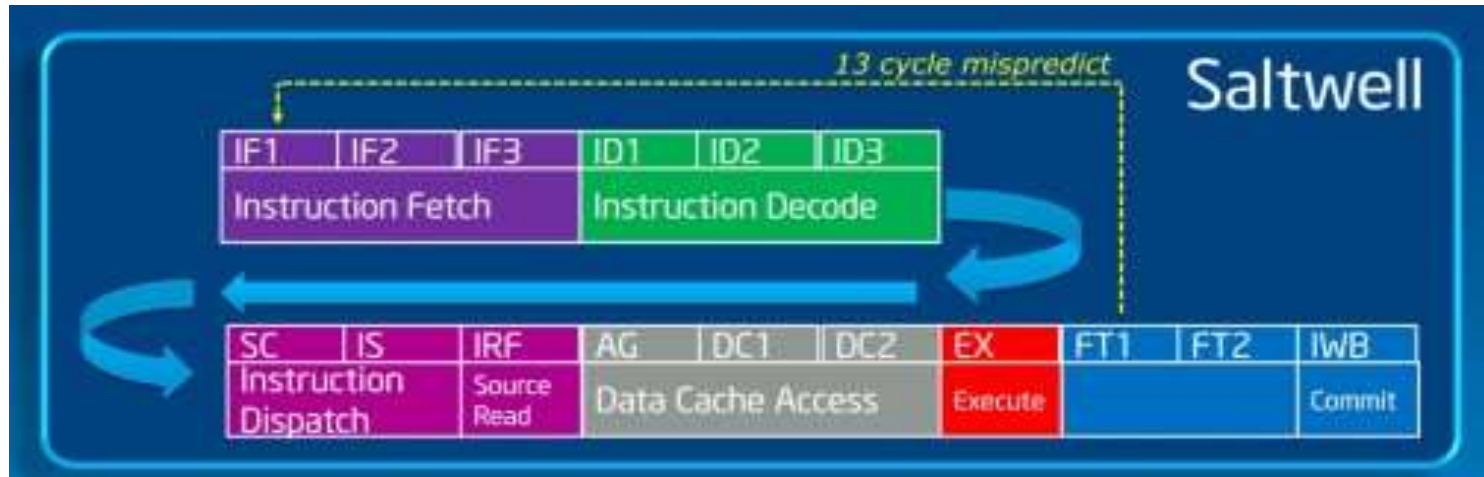 13 cycle mispredict
Saltwell
IF1 IF2 IF3 ID1 ID2 ID3
Instruction Fetch Instruction Decode
SC IS IRF AG DC1 DC2 EX FT1 FT2 IWB
Instruction Dispatch Source Read Data Cache Access Execute Commit